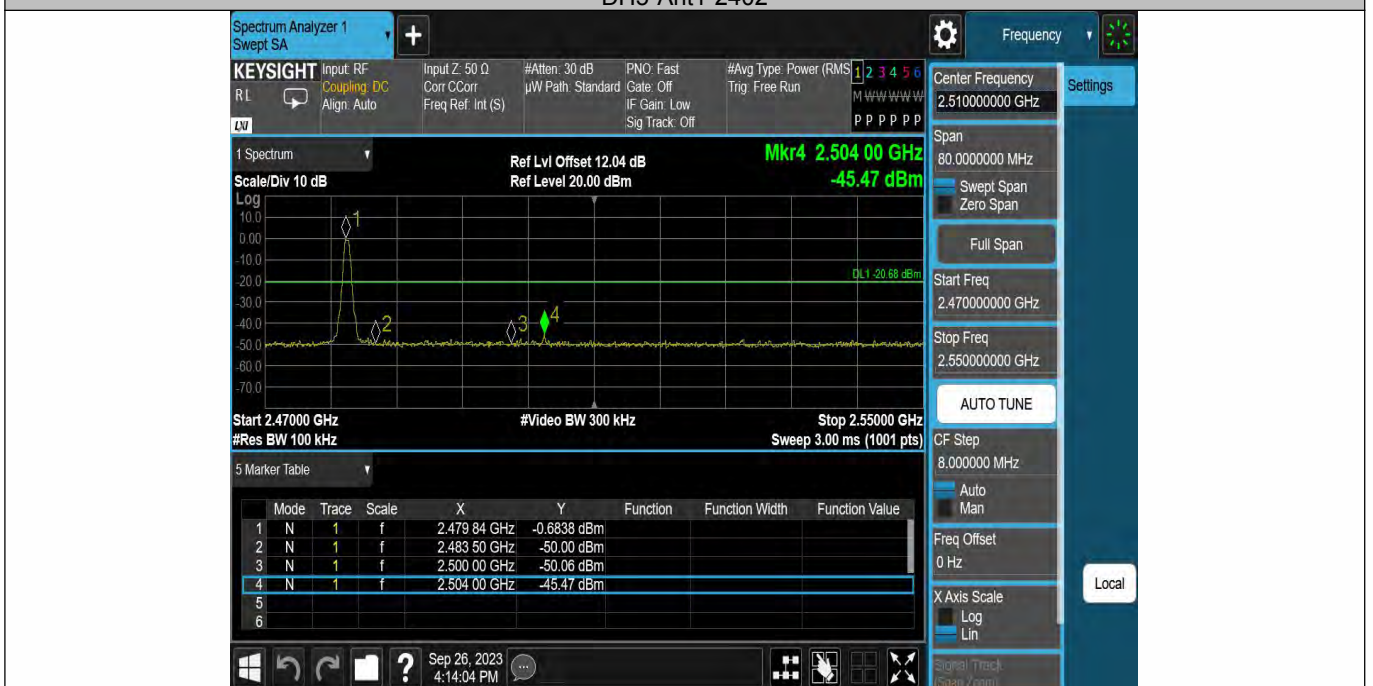 DH5-Ant1-2402
Spectrum Analyzer 1
Swept SA
+
Frequency
KEYSIGHT
RL
LXI
Input: RF
Coupling: DC
Align: Auto
Input Z: 50 Ω
Corr CCorr
Freq Ref: Int (S)
#Atten: 30 dB
µW Path: Standard
PNO: Fast
Gate: Off
IF Gain: Low
Sig Track: Off
#Avg Type: Power (RMS
Trig: Free Run
1 2 3 4 5 6
M W W W W W
P P P P P P
Center Frequency
2.510000000 GHz
Settings
1 Spectrum
Ref Lvl Offset 12.04 dB
Mkr4 2.504 00 GHz
Scale/Div 10 dB
Ref Level 20.00 dBm
-45.47 dBm
Log
10.0
0.00
-10.0
-20.0
-30.0
-40.0
-50.0
-60.0
-70.0
1
2
3
4
DL1 -20.68 dBm
Start 2.47000 GHz
#Video BW 300 kHz
Stop 2.55000 GHz
#Res BW 100 kHz
Sweep 3.00 ms (1001 pts)
Span
80.0000000 MHz
Swept Span
Zero Span
Full Span
Start Freq
2.470000000 GHz
Stop Freq
2.550000000 GHz
AUTO TUNE
CF Step
8.000000 MHz
Auto
Man
Freq Offset
0 Hz
X Axis Scale
Log
Lin
Signal Track
(Span Zoom)
Local
5 Marker Table
Mode Trace Scale X Y Function Function Width Function Value
1 N 1 f 2.479 84 GHz -0.6838 dBm
2 N 1 f 2.483 50 GHz -50.00 dBm
3 N 1 f 2.500 00 GHz -50.06 dBm
4 N 1 f 2.504 00 GHz -45.47 dBm
5
6
?
Sep 26, 2023
4:14:04 PM